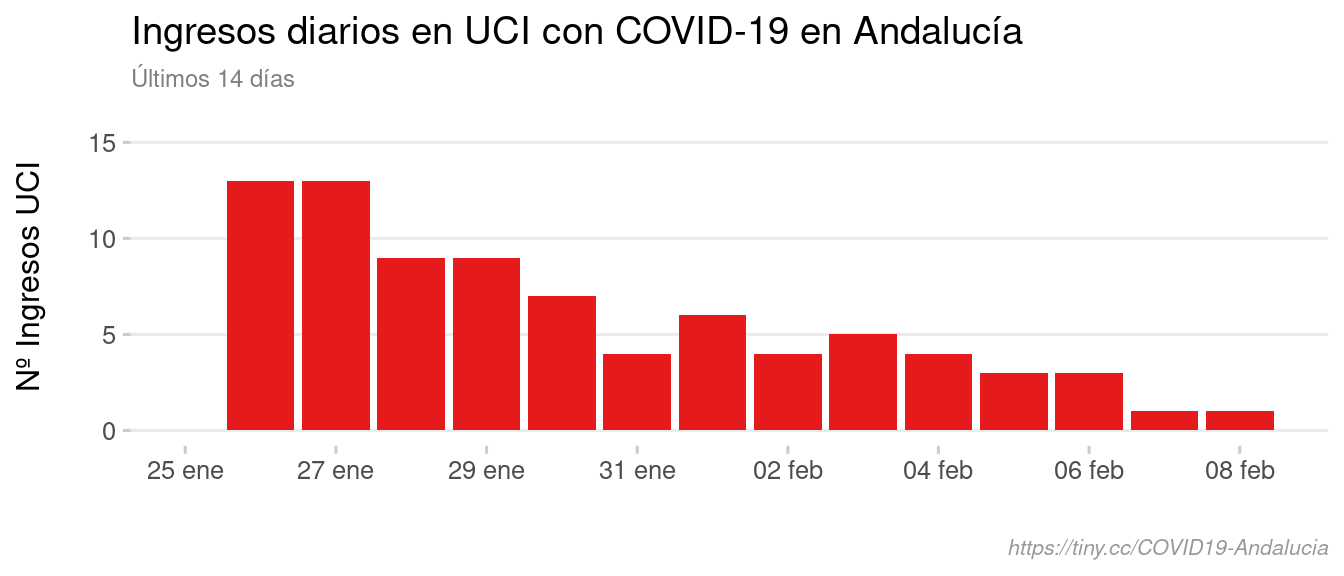 Ingresos diarios en UCI con COVID-19 en Andalucía
Últimos 14 días
Nº Ingresos UCI
15
10
5
0
25 ene 27 ene 29 ene 31 ene 02 feb 04 feb 06 feb 08 feb
https://tiny.cc/COVID19-Andalucia